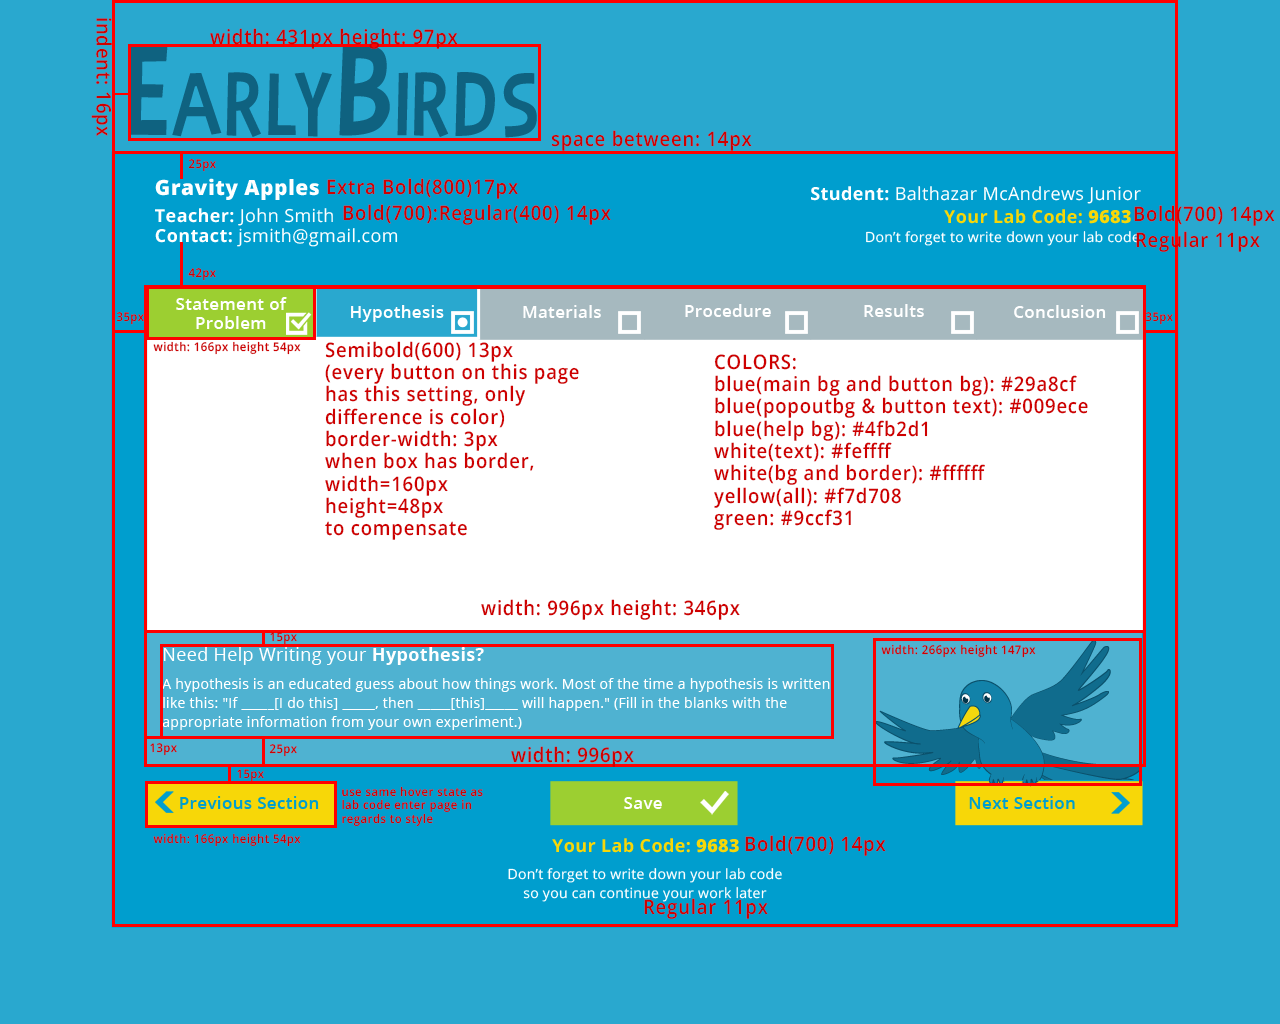 width: 431px height: 97px
indent: 16px
EARLYBIRDS
space between: 14px
25px
Gravity Apples Extra Bold(800)17px
Teacher: John Smith Bold(700):Regular(400) 14px
Contact: jsmith@gmail.com
Student: Balthazar McAndrews Junior
Your Lab Code: 9683 Bold(700) 14px
Don't forget to write down your lab code Regular 11px
42px
35px
Statement of
Problem
Hypothesis
Materials
Procedure
Results
Conclusion
35px
width: 166px height 54px
Semibold(600) 13px
(every button on this page
has this setting, only
difference is color)
border-width: 3px
when box has border,
width=160px
height=48px
to compensate
COLORS:
blue(main bg and button bg): #29a8cf
blue(popoutbg & button text): #009ece
blue(help bg): #4fb2d1
white(text): #feffff
white(bg and border): #ffffff
yellow(all): #f7d708
green: #9ccf31
width: 996px height: 346px
15px
Need Help Writing your Hypothesis?
A hypothesis is an educated guess about how things work. Most of the time a hypothesis is written
like this: "If _____[I do this] _____, then _____[this]_____ will happen." (Fill in the blanks with the
appropriate information from your own experiment.)
width: 266px height 147px
13px
25px
width: 996px
15px
Previous Section
use same hover state as
lab code enter page in
regards to style
Save
Next Section
width: 166px height 54px
Your Lab Code: 9683 Bold(700) 14px
Don't forget to write down your lab code
so you can continue your work later
Regular 11px